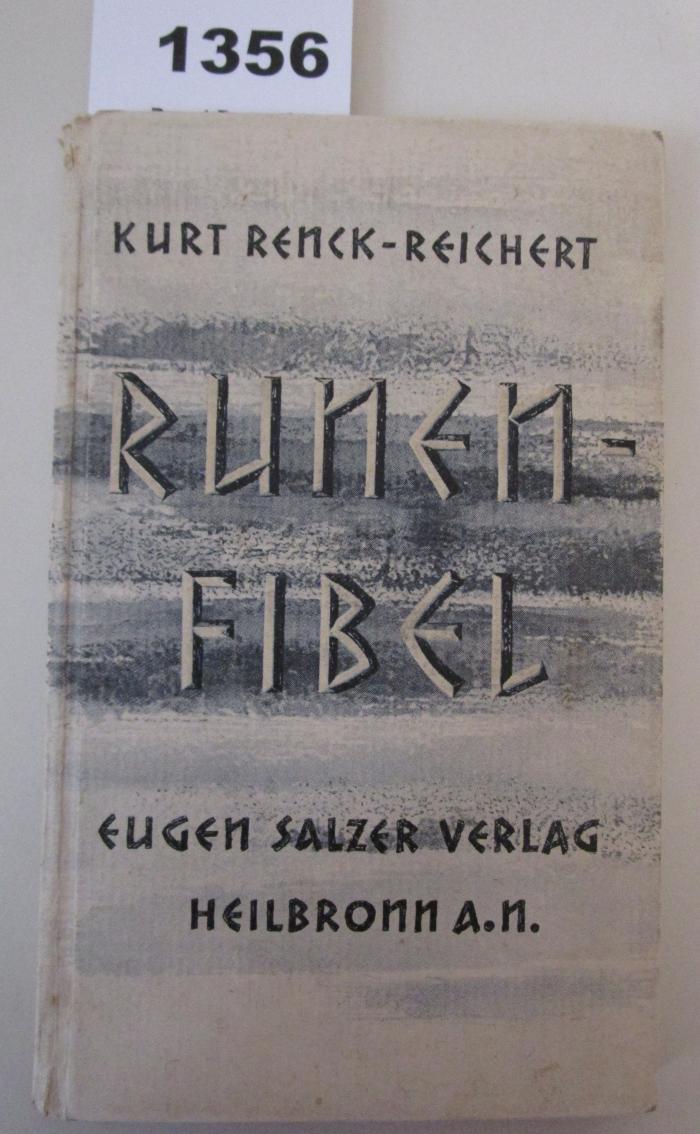 1356
KURT RENCK-REICHERT
RUNEN-
FIBEL
EUGEN SALZER VERLAG
HEILBRONN A.N.